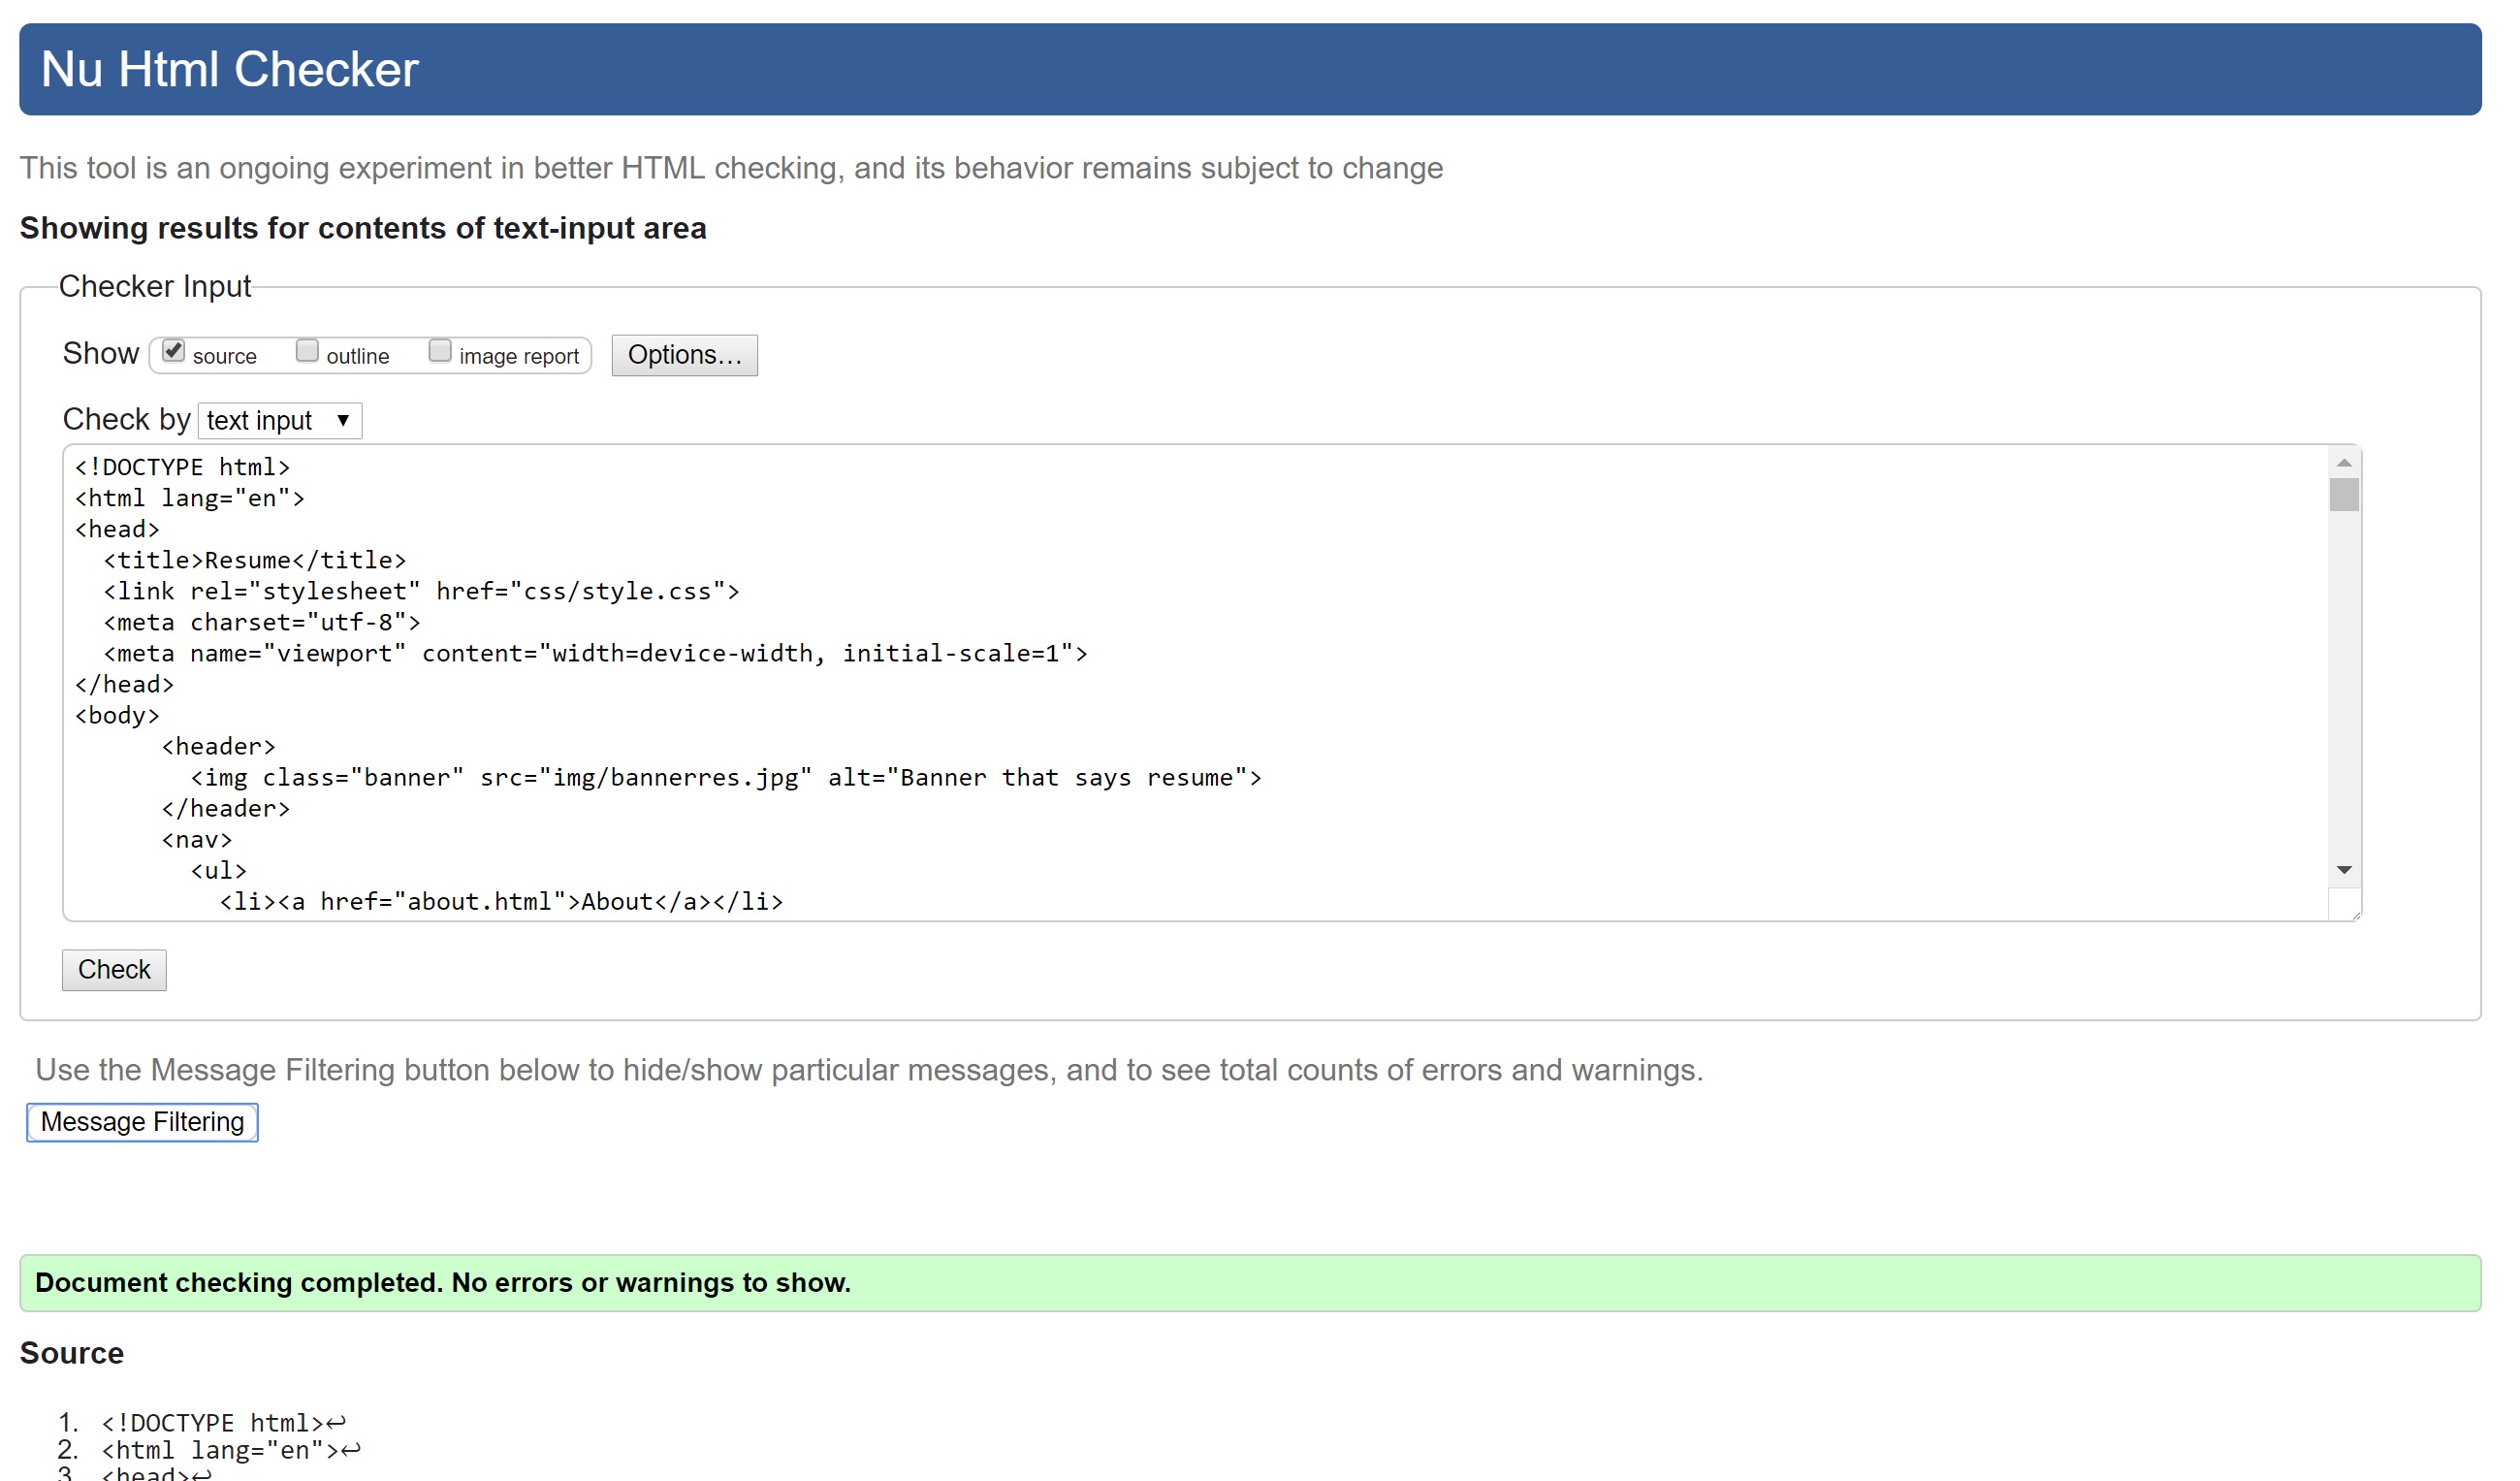 Nu Html Checker
This tool is an ongoing experiment in better HTML checking, and its behavior remains subject to change
Showing results for contents of text-input area
Checker Input
Show source outline image report Options…
Check by text input
<!DOCTYPE html>
<html lang="en">
<head>
  <title>Resume</title>
  <link rel="stylesheet" href="css/style.css">
  <meta charset="utf-8">
  <meta name="viewport" content="width=device-width, initial-scale=1">
</head>
<body>
      <header>
        <img class="banner" src="img/bannerres.jpg" alt="Banner that says resume">
      </header>
      <nav>
        <ul>
          <li><a href="about.html">About</a></li>
Check
Use the Message Filtering button below to hide/show particular messages, and to see total counts of errors and warnings.
Message Filtering
Document checking completed. No errors or warnings to show.
Source
1. <!DOCTYPE html>↩
2. <html lang="en">↩
3. <head>↩